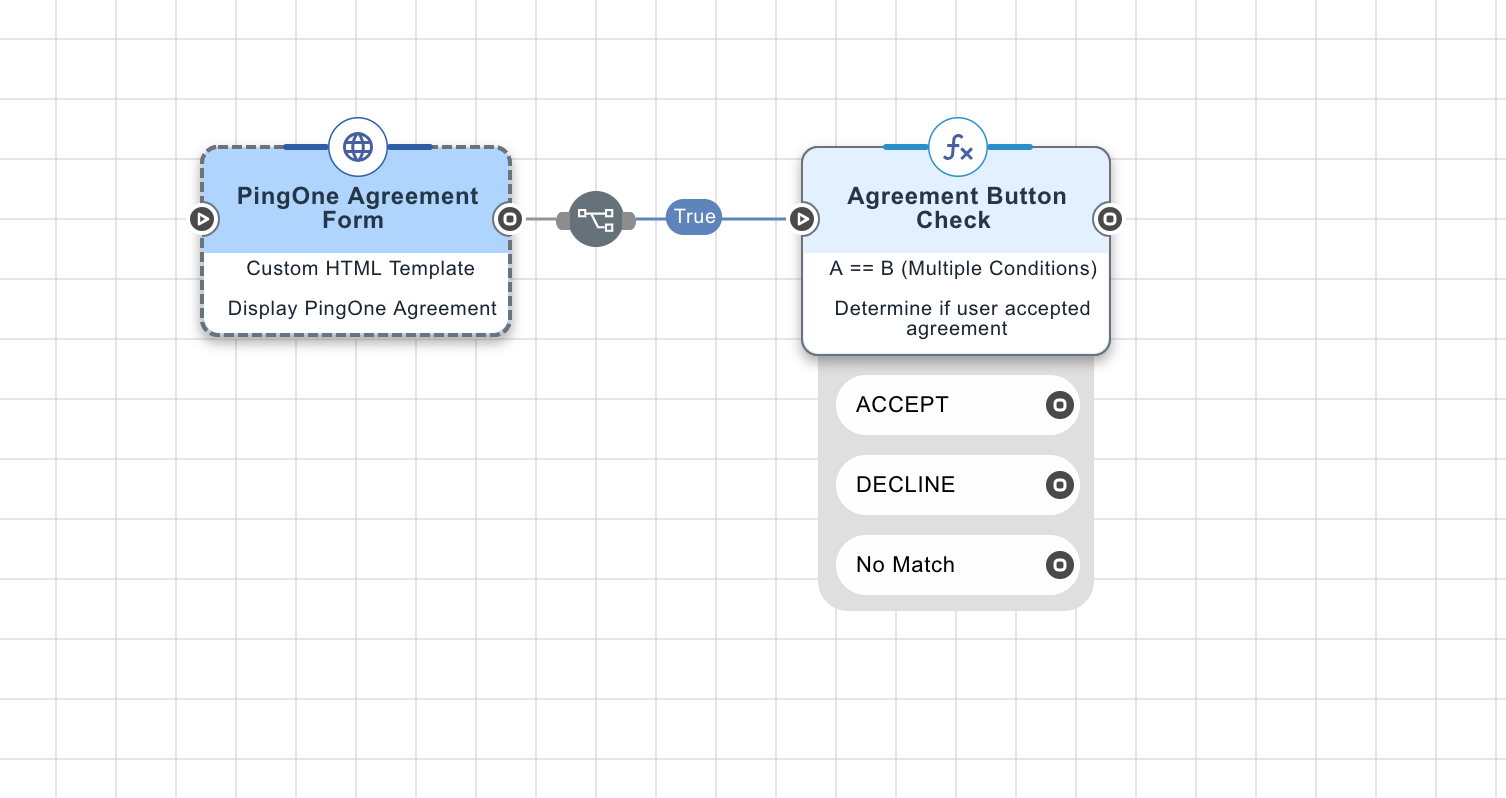 PingOne Agreement
Form
Custom HTML Template
Display PingOne Agreement
True
Agreement Button
Check
A == B (Multiple Conditions)
Determine if user accepted
agreement
ACCEPT
DECLINE
No Match